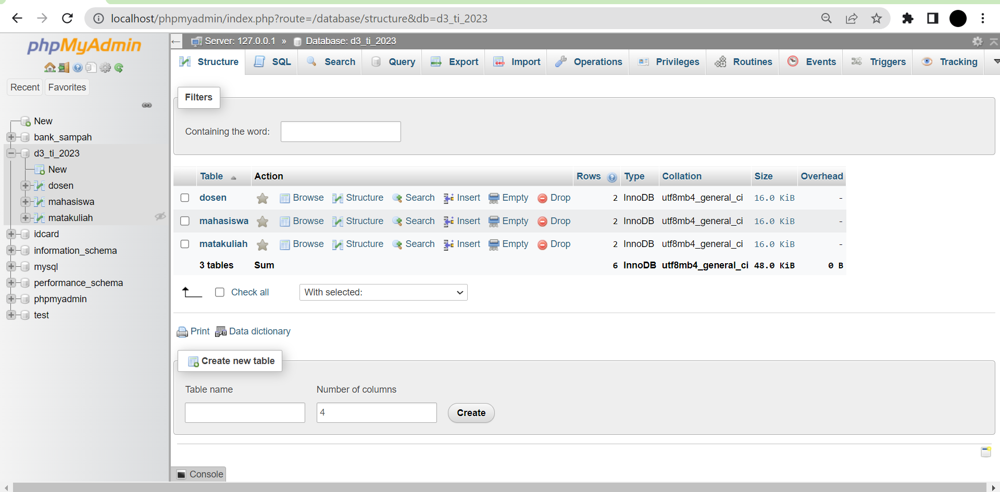 localhost/phpmyadmin/index.php?route=/database/structure&db=d3_ti_2023
phpMyAdmin
Recent Favorites
New
bank_sampah
d3_ti_2023
New
dosen
mahasiswa
matakuliah
idcard
information_schema
mysql
performance_schema
phpmyadmin
test
Server: 127.0.0.1 » Database: d3_ti_2023
Structure SQL Search Query Export Import Operations Privileges Routines Events Triggers Tracking
Filters
Containing the word:
Table Action Rows Type Collation Size Overhead
dosen Browse Structure Search Insert Empty Drop 2 InnoDB utf8mb4_general_ci 16.0 KiB -
mahasiswa Browse Structure Search Insert Empty Drop 2 InnoDB utf8mb4_general_ci 16.0 KiB -
matakuliah Browse Structure Search Insert Empty Drop 2 InnoDB utf8mb4_general_ci 16.0 KiB -
3 tables Sum 6 InnoDB utf8mb4_general_ci 48.0 KiB 0 B
Check all With selected:
Print Data dictionary
Create new table
Table name Number of columns
4 Create
Console